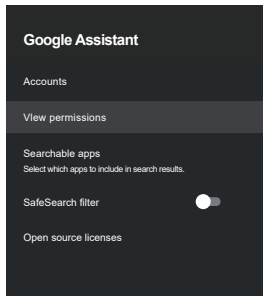 Google Assistant
Accounts
VIew permissions
Searchable apps
Select which apps to include in search results.
SafeSearch filter
Open source licenses